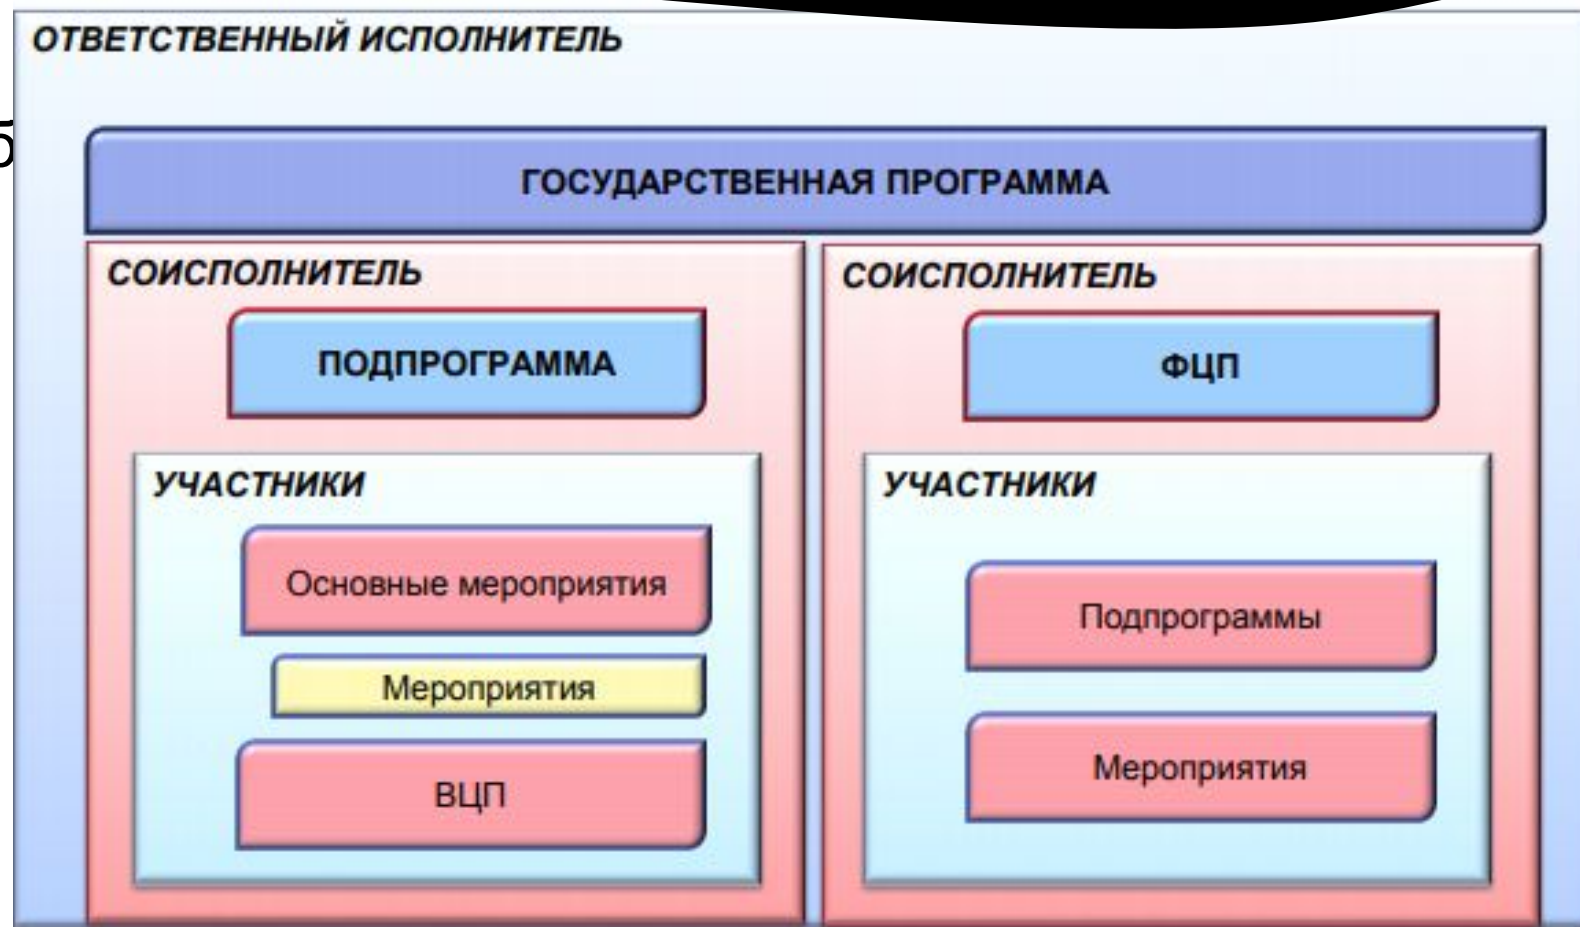 ОТВЕТСТВЕННЫЙ ИСПОЛНИТЕЛЬ
ГОСУДАРСТВЕННАЯ ПРОГРАММА
СОИСПОЛНИТЕЛЬ
ПОДПРОГРАММА
УЧАСТНИКИ
Основные мероприятия
Мероприятия
ВЦП
СОИСПОЛНИТЕЛЬ
ФЦП
УЧАСТНИКИ
Подпрограммы
Мероприятия